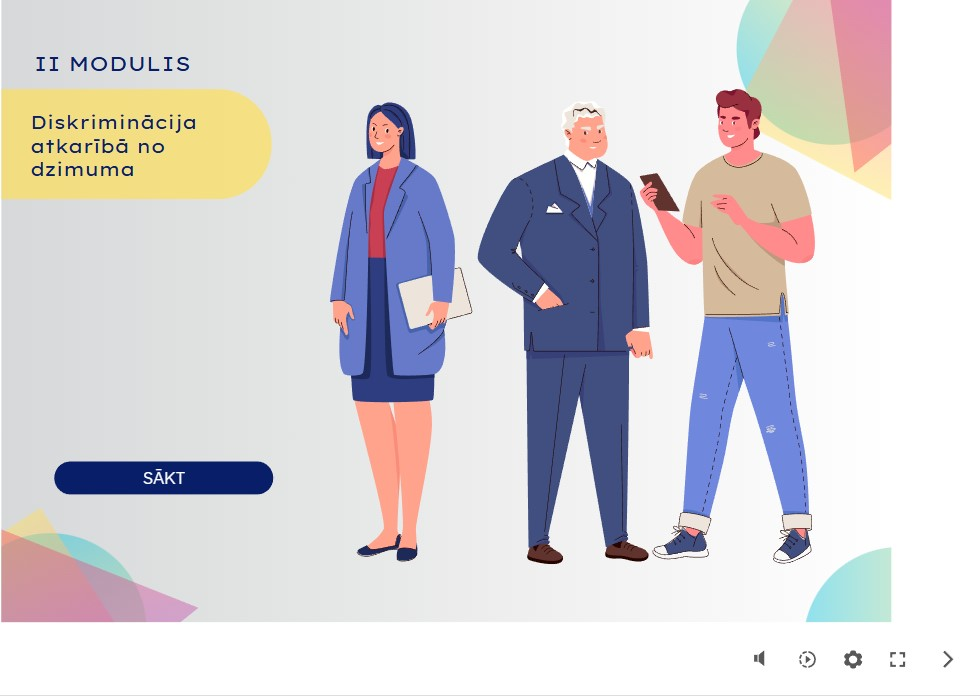 II MODULIS
Diskriminācija
atkarībā no
dzimuma
SĀKT